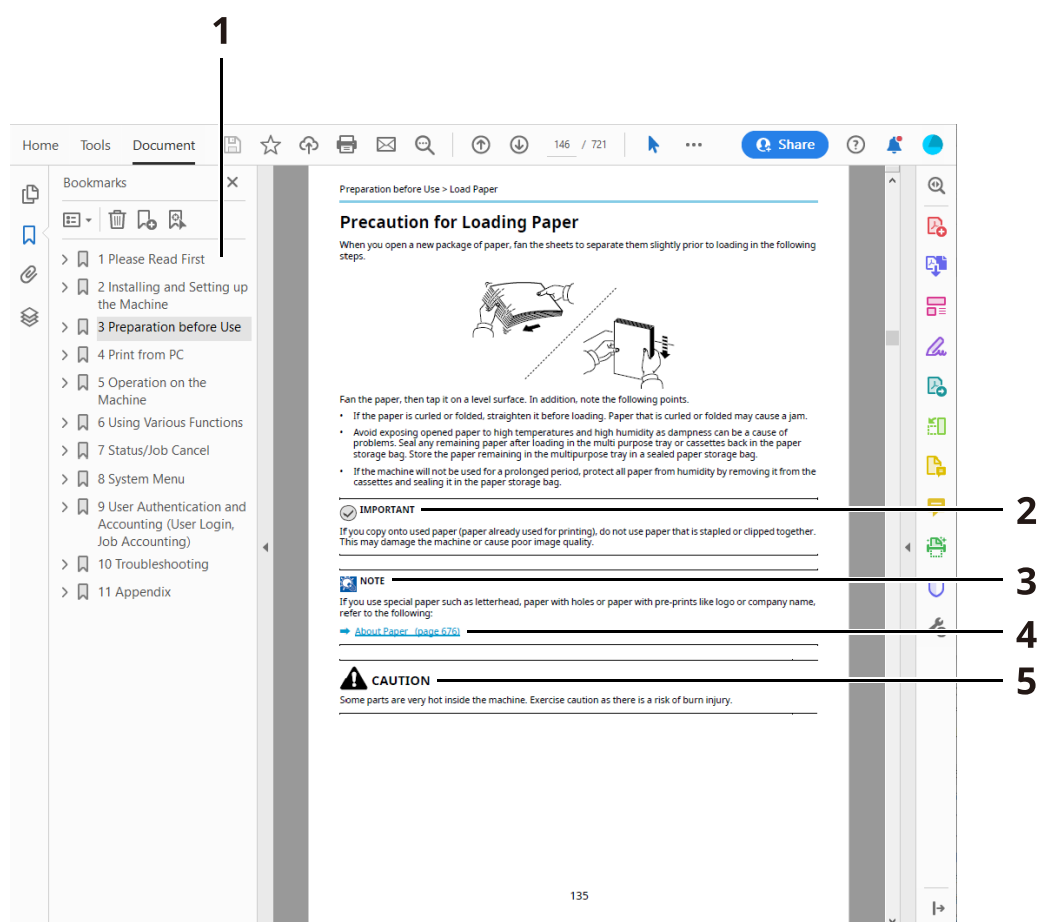 1
Home Tools Document 146 / 721 Share
Bookmarks
1 Please Read First
2 Installing and Setting up
the Machine
3 Preparation before Use
4 Print from PC
5 Operation on the
Machine
6 Using Various Functions
7 Status/Job Cancel
8 System Menu
9 User Authentication and
Accounting (User Login,
Job Accounting)
10 Troubleshooting
11 Appendix
Preparation before Use > Load Paper
Precaution for Loading Paper
When you open a new package of paper, fan the sheets to separate them slightly prior to loading in the following
steps.
Fan the paper, then tap it on a level surface. In addition, note the following points.
• If the paper is curled or folded, straighten it before loading. Paper that is curled or folded may cause a jam.
• Avoid exposing opened paper to high temperatures and high humidity as dampness can be a cause of
problems. Seal any remaining paper after loading in the multi purpose tray or cassettes back in the paper
storage bag. Store the paper remaining in the multipurpose tray in a sealed paper storage bag.
• If the machine will not be used for a prolonged period, protect all paper from humidity by removing it from the
cassettes and sealing it in the paper storage bag.
IMPORTANT
2
If you copy onto used paper (paper already used for printing), do not use paper that is stapled or clipped together.
This may damage the machine or cause poor image quality.
NOTE
3
If you use special paper such as letterhead, paper with holes or paper with pre-prints like logo or company name,
refer to the following:
➡ About Paper (page 676)
4
CAUTION
5
Some parts are very hot inside the machine. Exercise caution as there is a risk of burn injury.
135